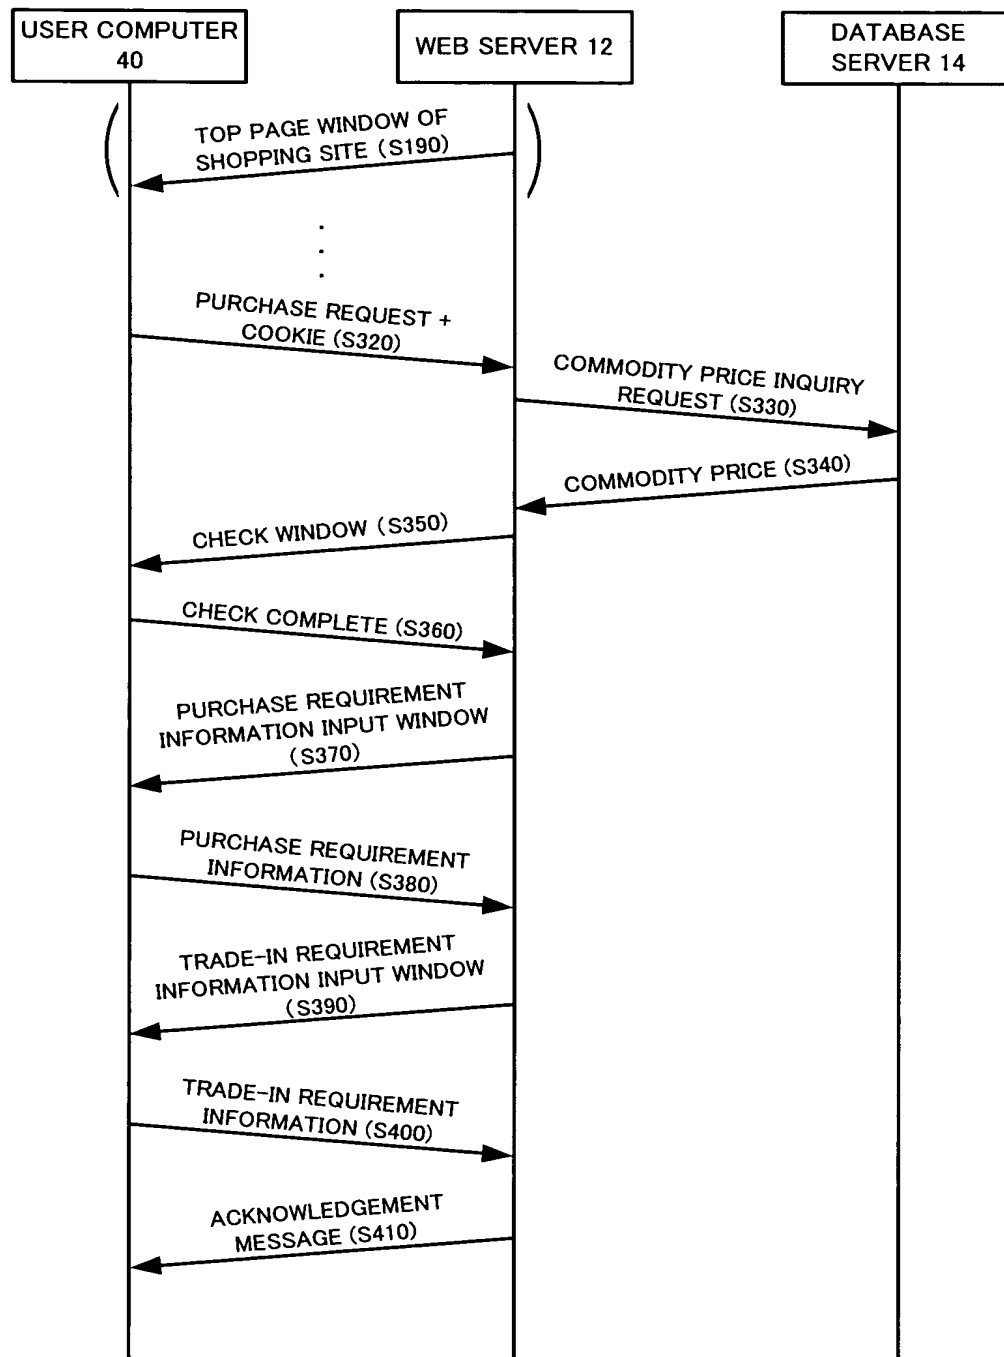 USER COMPUTER
40
WEB SERVER 12
DATABASE
SERVER 14
TOP PAGE WINDOW OF
SHOPPING SITE (S190)
PURCHASE REQUEST +
COOKIE (S320)
COMMODITY PRICE INQUIRY
REQUEST (S330)
COMMODITY PRICE (S340)
CHECK WINDOW (S350)
CHECK COMPLETE (S360)
PURCHASE REQUIREMENT
INFORMATION INPUT WINDOW
(S370)
PURCHASE REQUIREMENT
INFORMATION (S380)
TRADE-IN REQUIREMENT
INFORMATION INPUT WINDOW
(S390)
TRADE-IN REQUIREMENT
INFORMATION (S400)
ACKNOWLEDGEMENT
MESSAGE (S410)